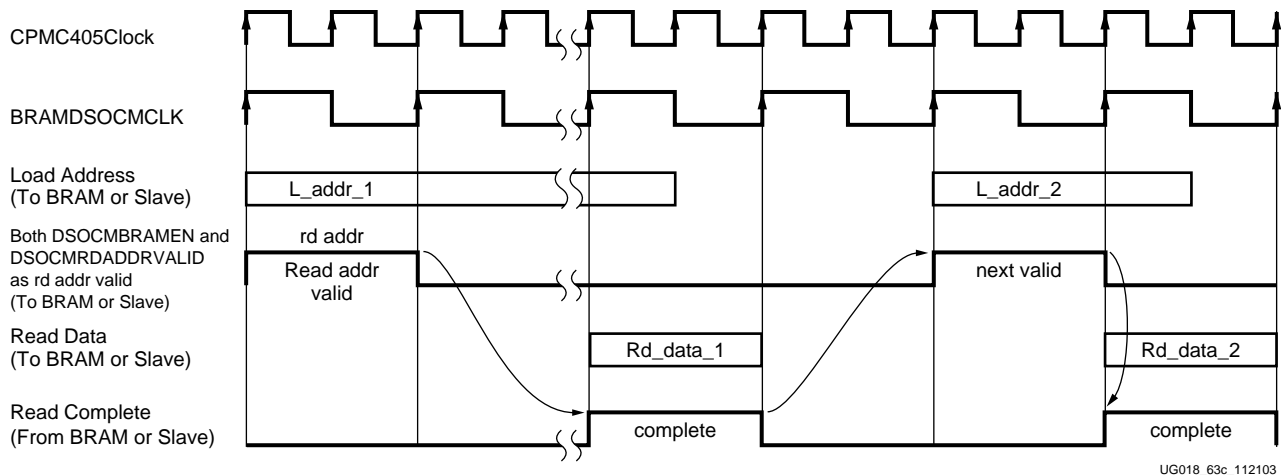 CPMC405Clock
BRAMDSOCMCLK
Load Address
(To BRAM or Slave)
L_addr_1
L_addr_2
Both DSOCMBRAMEN and
DSOCMRDADDRVALID
as rd addr valid
(To BRAM or Slave)
rd addr
Read addr
valid
next valid
Read Data
(To BRAM or Slave)
Rd_data_1
Rd_data_2
Read Complete
(From BRAM or Slave)
complete
complete
UG018_63c_112103